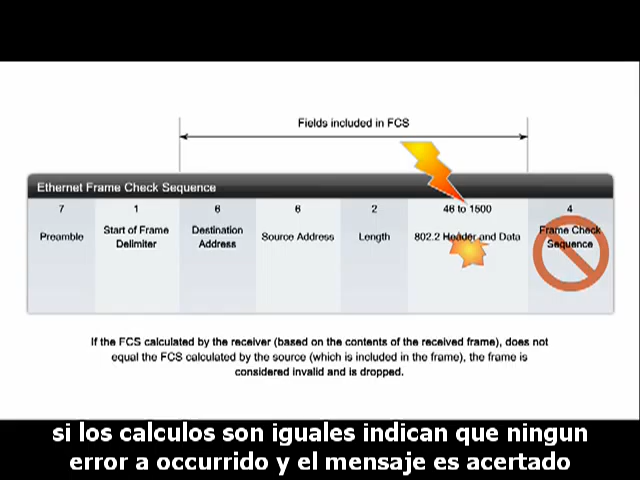 Fields included in FCS
Ethernet Frame Check Sequence
7 1 6 6 2 46 to 1500 4
Preamble
Start of Frame
Delimiter
Destination
Address
Source Address
Length
802.2 Header and Data
Frame Check
Sequence
If the FCS calculated by the receiver (based on the contents of the received frame), does not
equal the FCS calculated by the source (which is included in the frame), the frame is
considered invalid and is dropped.
si los calculos son iguales indican que ningun
error a occurrido y el mensaje es acertado